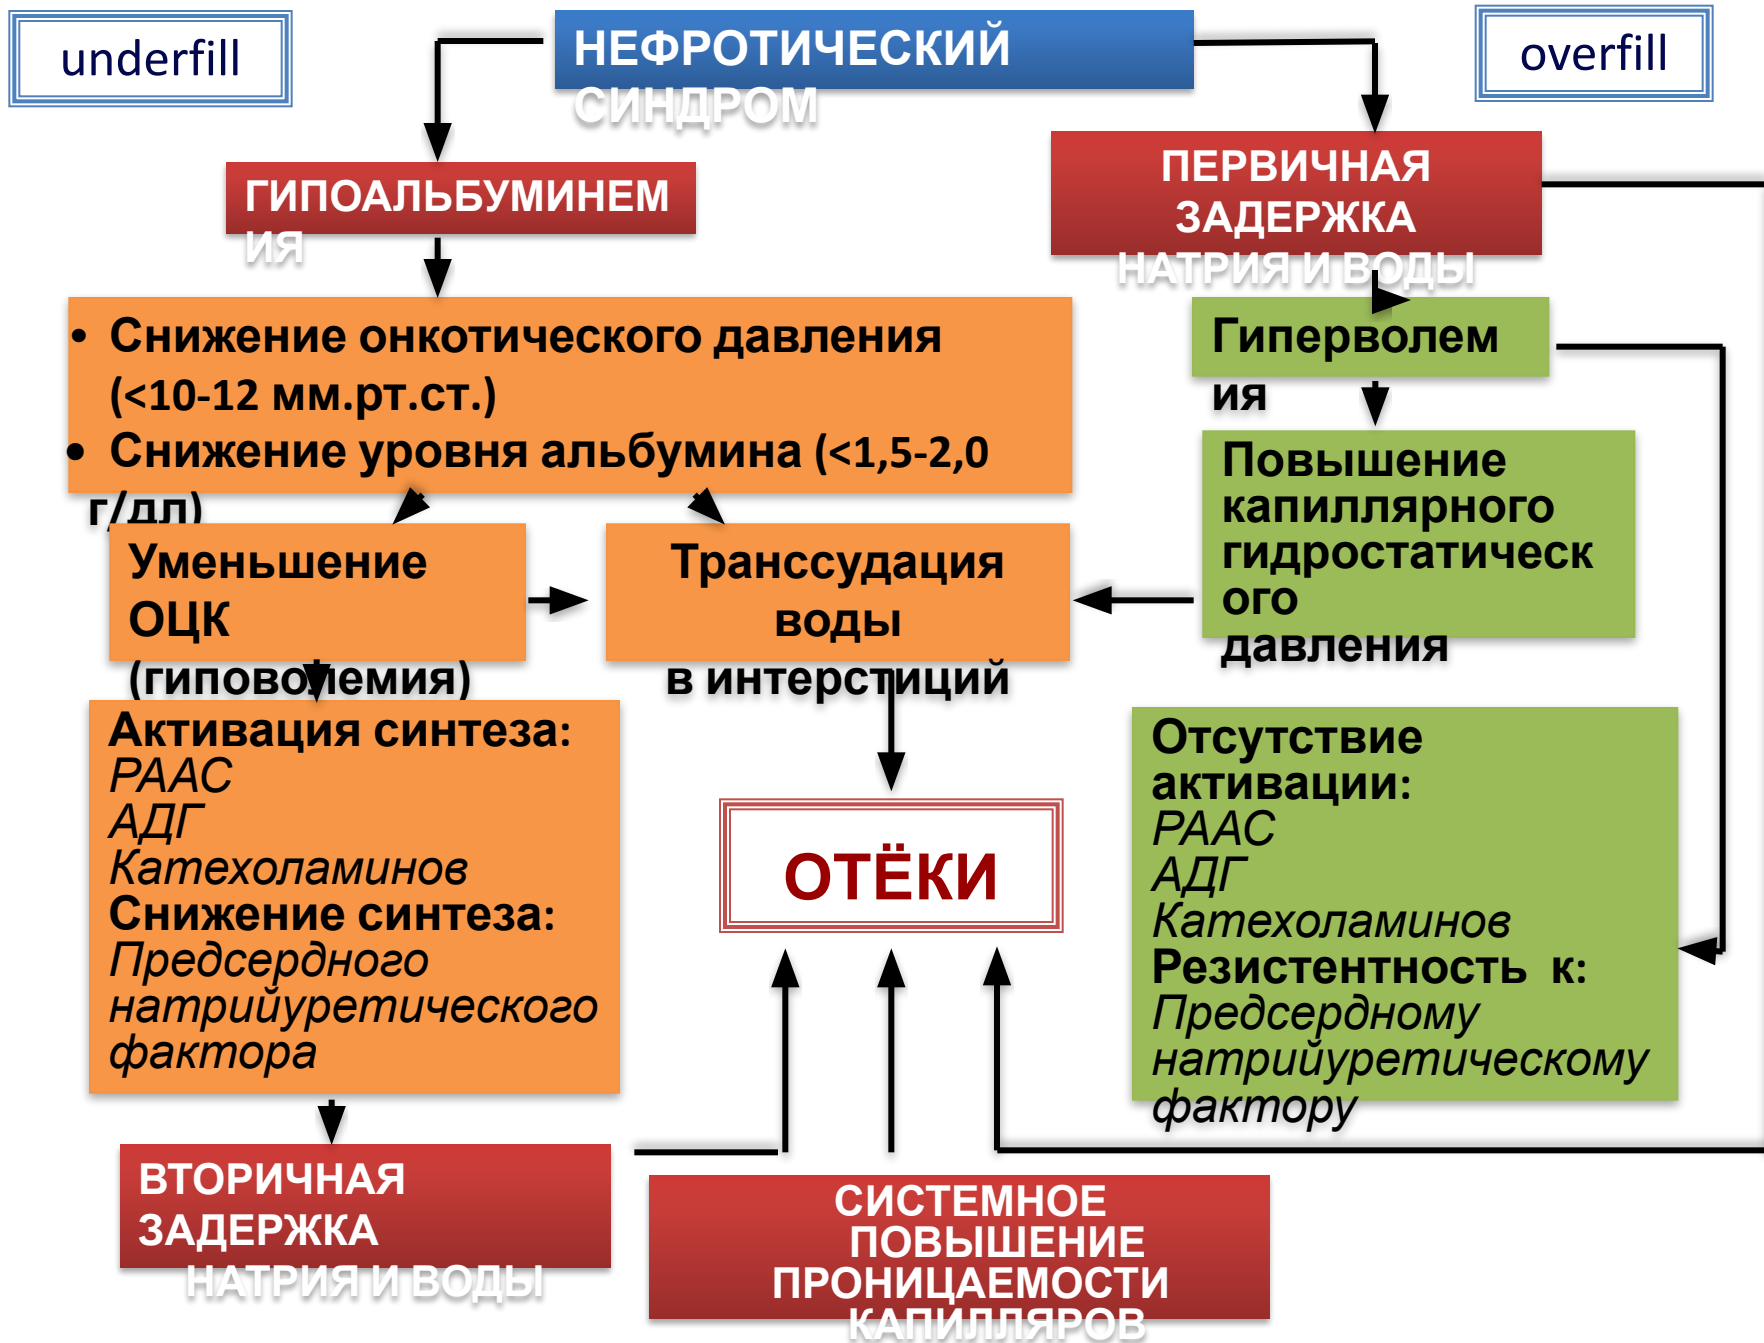 underfill
НЕФРОТИЧЕСКИЙ
СИНДРОМ
overfill
ГИПОАЛЬБУМИНЕМ
ИЯ
ПЕРВИЧНАЯ
ЗАДЕРЖКА
НАТРИЯ И ВОДЫ
• Снижение онкотического давления
(<10-12 мм.рт.ст.)
• Снижение уровня альбумина (<1,5-2,0
г/дл)
Гиперволем
ия
Повышение
капиллярного
гидростатическ
ого
давления
Уменьшение
ОЦК
(гиповолемия)
Транссудация
воды
в интерстиций
Активация синтеза:
РААС
АДГ
Катехоламинов
Снижение синтеза:
Предсердного
натрийуретического
фактора
ОТЁКИ
Отсутствие
активации:
РААС
АДГ
Катехоламинов
Резистентность к:
Предсердному
натрийуретическому
фактору
ВТОРИЧНАЯ
ЗАДЕРЖКА
НАТРИЯ И ВОДЫ
СИСТЕМНОЕ
ПОВЫШЕНИЕ
ПРОНИЦАЕМОСТИ
КАПИЛЛЯРОВ